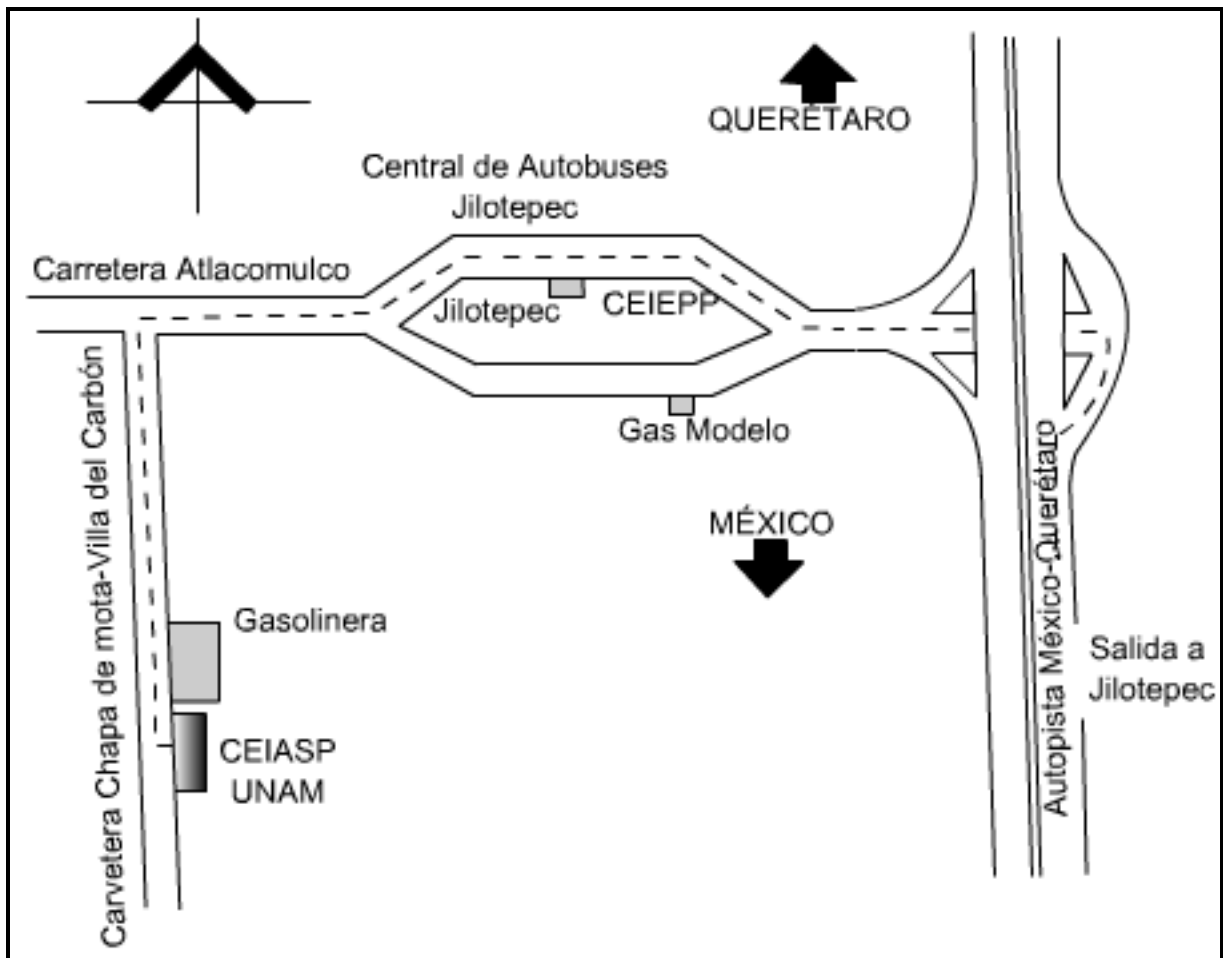 QUERÉTARO
Central de Autobuses
Jilotepec
Carretera Atlacomulco
Jilotepec
CEIEPP
Gas Modelo
MÉXICO
Carvetera Chapa de mota-Villa del Carbón
Autopista México-Querétaro
Gasolinera
Salida a
Jilotepec
CEIASP
UNAM